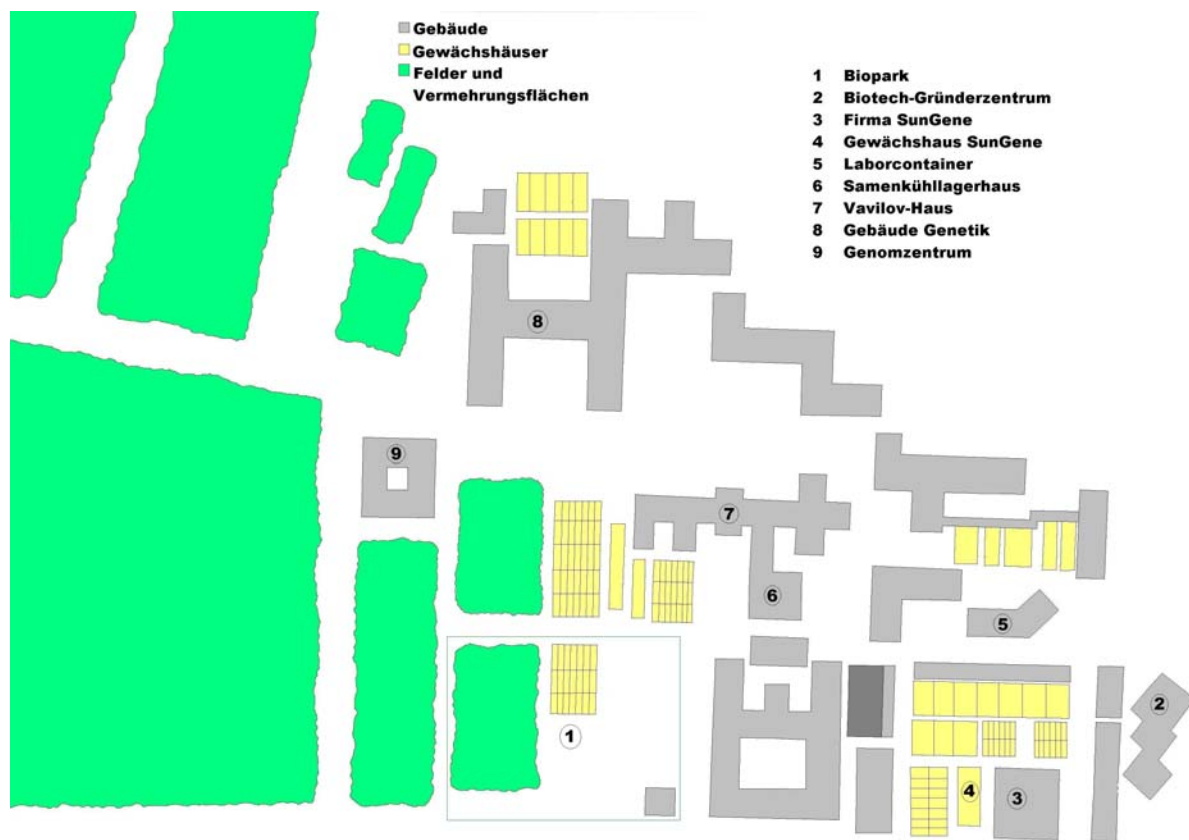 Gebäude
Gewächshäuser
Felder und
Vermehrungsflächen
1 Biopark
2 Biotech-Gründerzentrum
3 Firma SunGene
4 Gewächshaus SunGene
5 Laborcontainer
6 Samenkühllagerhaus
7 Vavilov-Haus
8 Gebäude Genetik
9 Genomzentrum
8
9
7
6
5
2
1
4
3